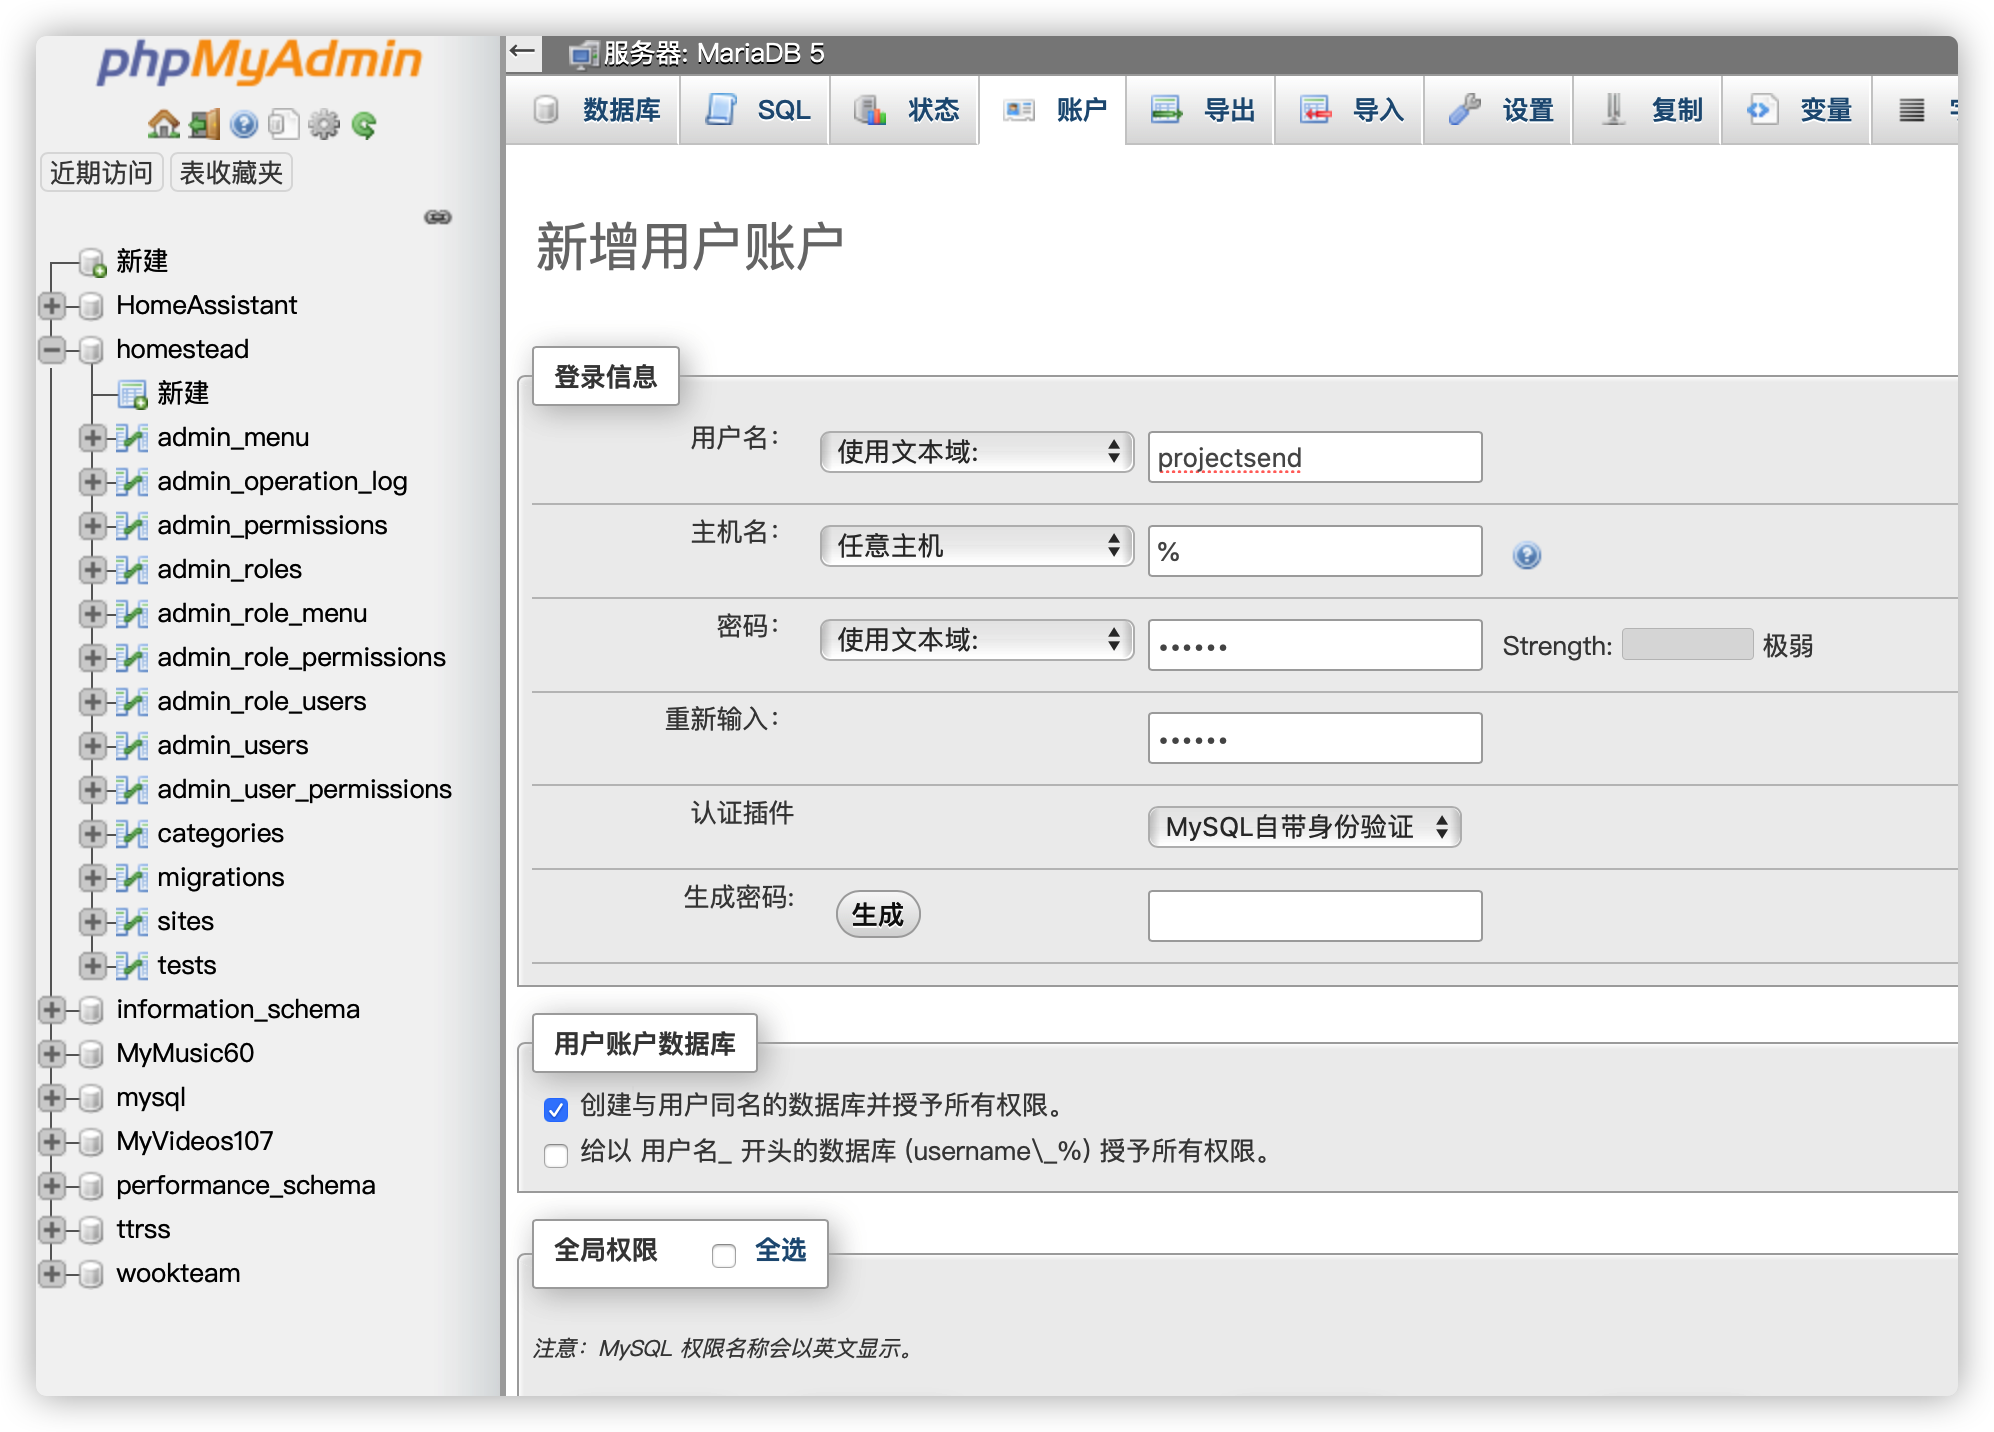 phpMyAdmin
近期访问 表收藏夹
新建
HomeAssistant
homestead
新建
admin_menu
admin_operation_log
admin_permissions
admin_roles
admin_role_menu
admin_role_permissions
admin_role_users
admin_users
admin_user_permissions
categories
migrations
sites
tests
information_schema
MyMusic60
mysql
MyVideos107
performance_schema
ttrss
wookteam
服务器: MariaDB 5
数据库 SQL 状态 账户 导出 导入 设置 复制 变量
新增用户账户
登录信息
用户名： 使用文本域: projectsend
主机名： 任意主机 %
密码： 使用文本域: •••••• Strength: 极弱
重新输入： ••••••
认证插件 MySQL自带身份验证
生成密码: 生成
用户账户数据库
创建与用户同名的数据库并授予所有权限。
给以 用户名_ 开头的数据库 (username\_%) 授予所有权限。
全局权限 全选
注意：MySQL 权限名称会以英文显示。